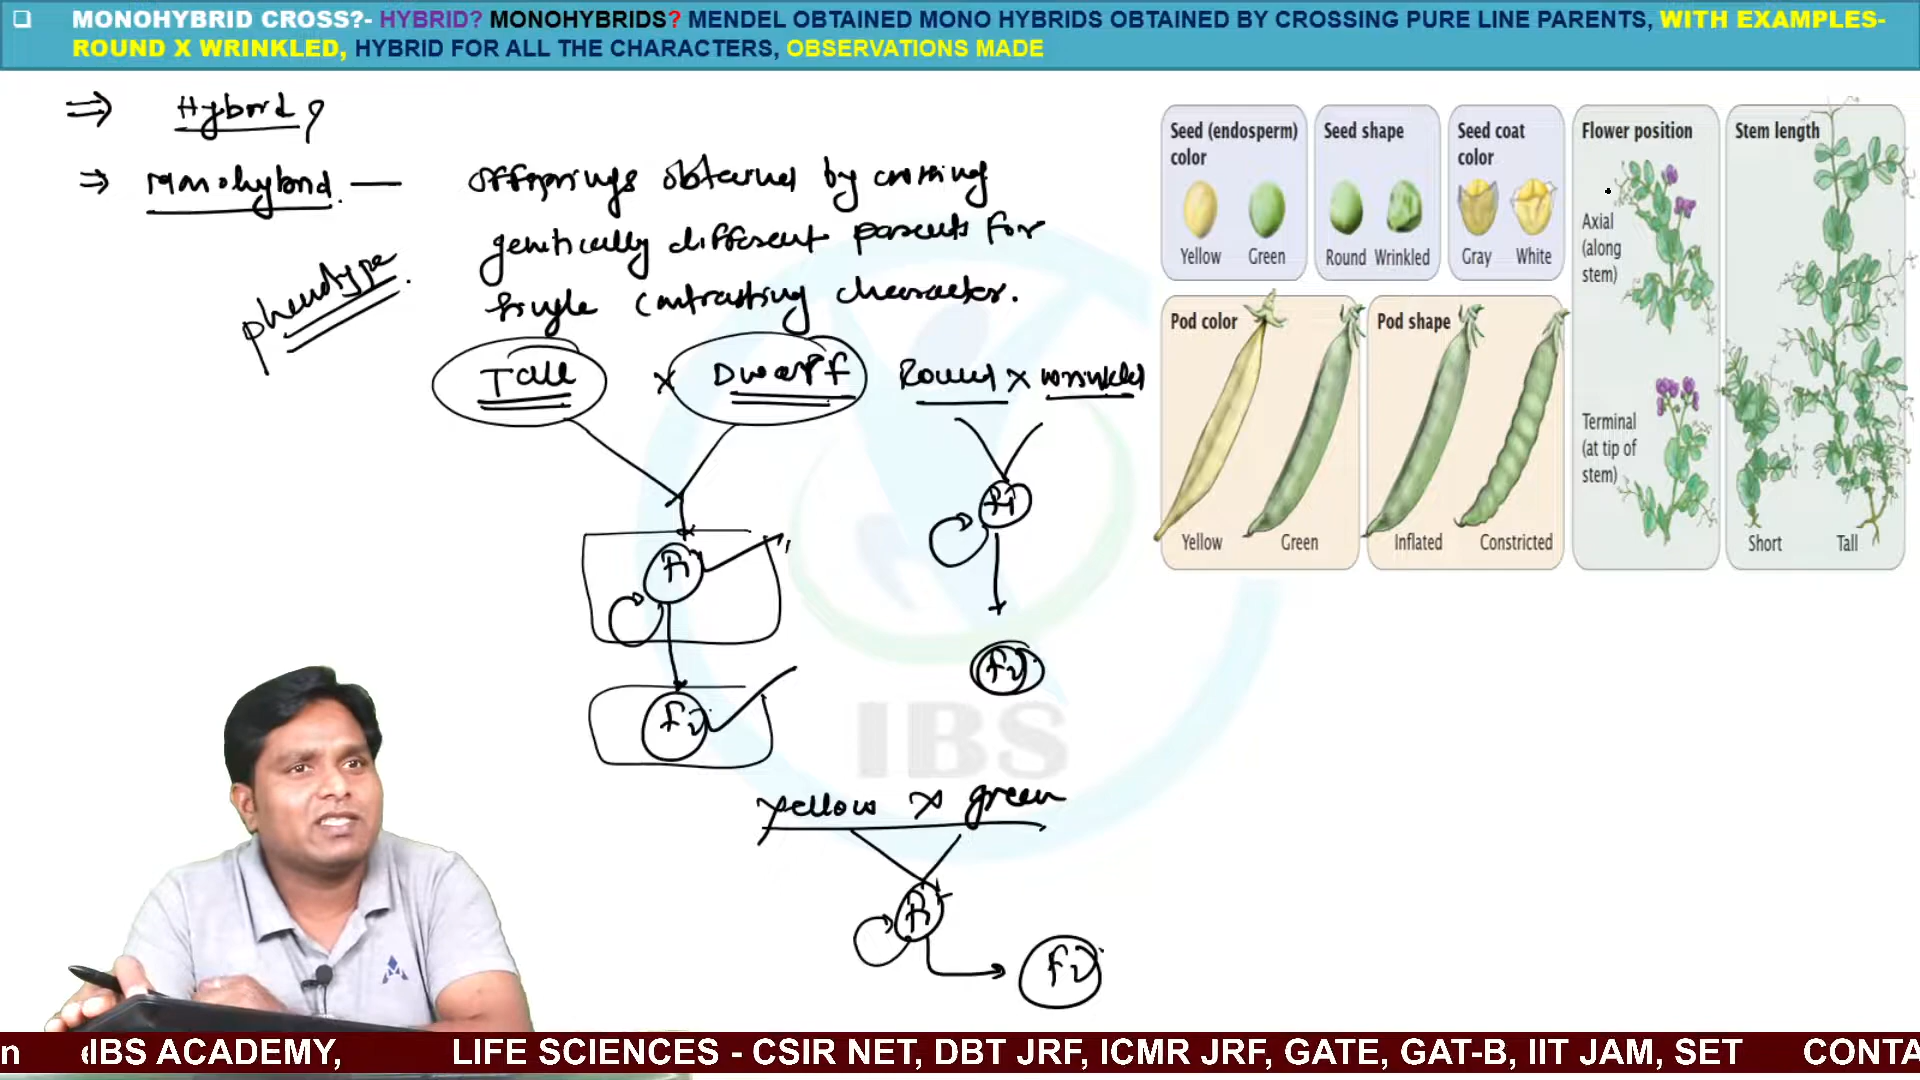 ❑ MONOHYBRID CROSS?- HYBRID? MONOHYBRIDS? MENDEL OBTAINED MONO HYBRIDS OBTAINED BY CROSSING PURE LINE PARENTS, WITH EXAMPLES-
ROUND X WRINKLED, HYBRID FOR ALL THE CHARACTERS, OBSERVATIONS MADE
⇒ Hybrid?
⇒ Monohybrid. — offsprings obtained by crossing
genetically different parents for
single contrasting character.
phenotype.
Tall x Dwarf
Round x wrinkled
F1
F1
F2
F2
IBS
yellow x green
F1
F2
Seed (endosperm)
color
Yellow Green
Seed shape
Round Wrinkled
Seed coat
color
Gray White
Flower position
Axial
(along
stem)
Terminal
(at tip of
stem)
Stem length
Short Tall
Pod color
Yellow Green
Pod shape
Inflated Constricted
n IBS ACADEMY, LIFE SCIENCES - CSIR NET, DBT JRF, ICMR JRF, GATE, GAT-B, IIT JAM, SET CONTA